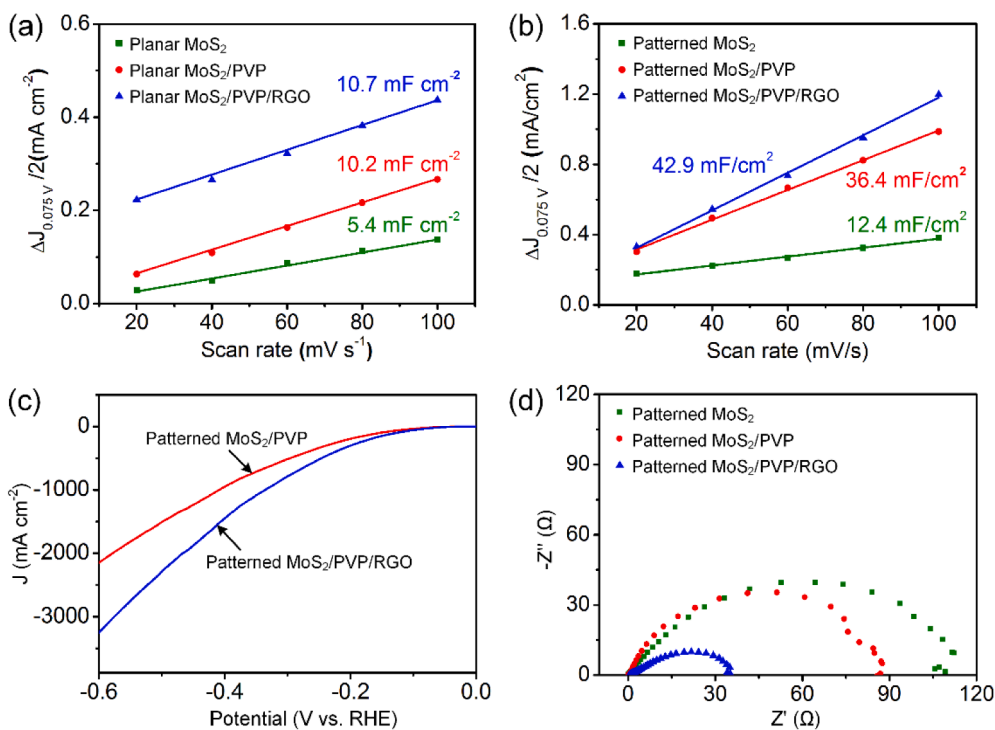 (a)
Planar MoS₂
Planar MoS₂/PVP
Planar MoS₂/PVP/RGO
10.7 mF cm⁻²
10.2 mF cm⁻²
5.4 mF cm⁻²
ΔJ₀.₀₇₅ ᵥ/2(mA cm⁻²)
0.6
0.4
0.2
0.0
20 40 60 80 100
Scan rate (mV s⁻¹)
(b)
Patterned MoS₂
Patterned MoS₂/PVP
Patterned MoS₂/PVP/RGO
42.9 mF/cm²
36.4 mF/cm²
12.4 mF/cm²
ΔJ₀.₀₇₅ ᵥ/2 (mA/cm²)
1.6
1.2
0.8
0.4
0.0
20 40 60 80 100
Scan rate (mV/s)
(c)
Patterned MoS₂/PVP
Patterned MoS₂/PVP/RGO
J (mA cm⁻²)
0
-1000
-2000
-3000
-0.6 -0.4 -0.2 0.0
Potential (V vs. RHE)
(d)
Patterned MoS₂
Patterned MoS₂/PVP
Patterned MoS₂/PVP/RGO
-Z'' (Ω)
120
90
60
30
0
0 30 60 90 120
Z' (Ω)